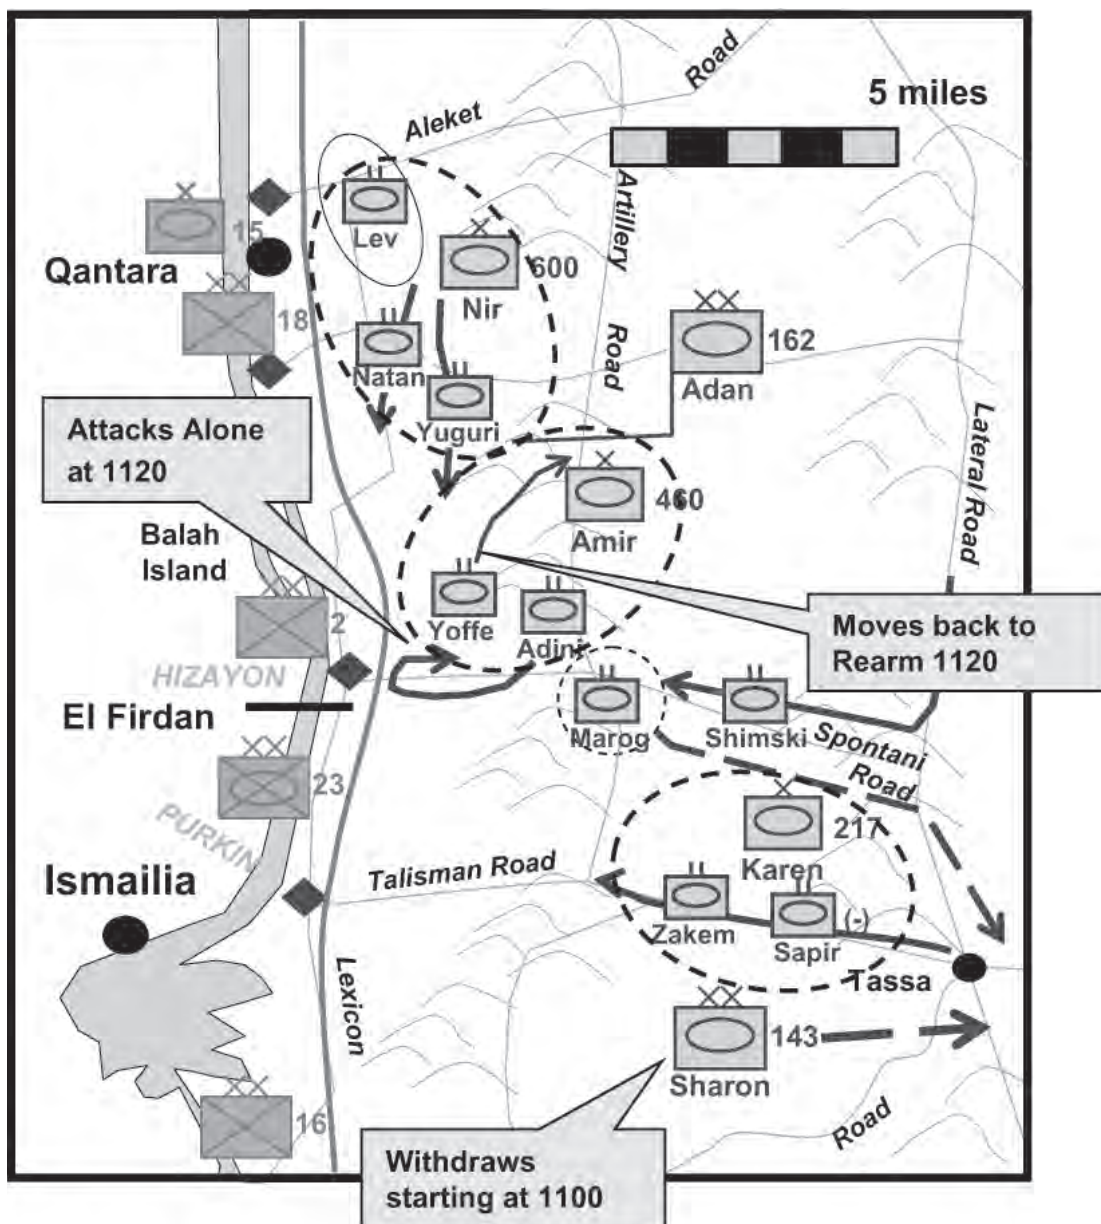 Road
Aleket
5 miles
Artillery
Road
15
Lev
Qantara
600
Nir
18
162
Natan
Adan
Yuguri
Attacks Alone
at 1120
Lateral Road
460
Amir
Balah
Island
2
Yoffe
Adini
Moves back to
Rearm 1120
HIZAYON
El Firdan
Marog
Shimski
Spontani
Road
23
217
PURKIN
Karen
Ismailia
Talisman Road
Zakem
Sapir
(-)
Tassa
Lexicon
143
Sharon
16
Road
Withdraws
starting at 1100